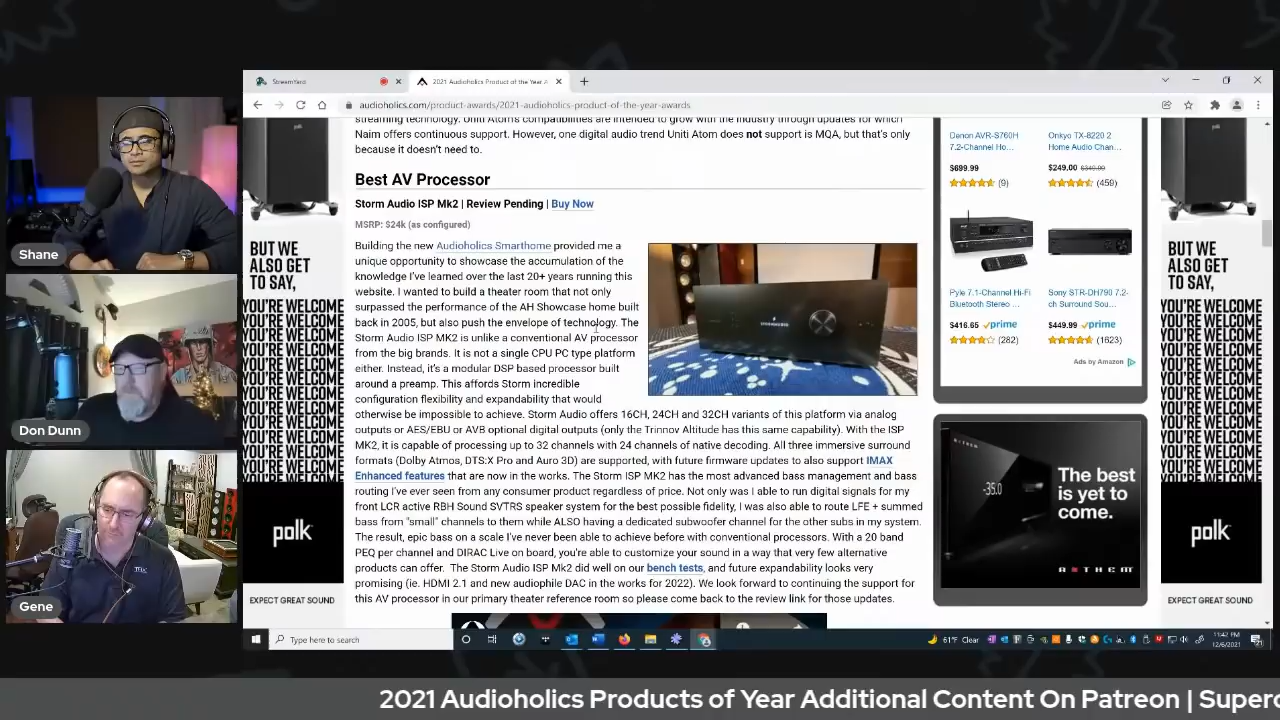 StreamYard
2021 Audioholics Product of the Year A
audioholics.com/product-awards/2021-audioholics-product-of-the-year-awards
streaming technology. Uniti Atom's compatibilities are intended to grow with the industry through updates for which
Naim offers continuous support. However, one digital audio trend Uniti Atom does not support is MQA, but that's only
because it doesn't need to.
Best AV Processor
Storm Audio ISP Mk2 | Review Pending | Buy Now
MSRP: $24k (as configured)
Building the new Audioholics Smarthome provided me a
unique opportunity to showcase the accumulation of the
knowledge I've learned over the last 20+ years running this
website. I wanted to build a theater room that not only
surpassed the performance of the AH Showcase home built
back in 2005, but also push the envelope of technology. The
Storm Audio ISP MK2 is unlike a conventional AV processor
from the big brands. It is not a single CPU PC type platform
either. Instead, it's a modular DSP based processor built
around a preamp. This affords Storm incredible
configuration flexibility and expandability that would
otherwise be impossible to achieve. Storm Audio offers 16CH, 24CH and 32CH variants of this platform via analog
outputs or AES/EBU or AVB optional digital outputs (only the Trinnov Altitude has this same capability). With the ISP
MK2, it is capable of processing up to 32 channels with 24 channels of native decoding. All three immersive surround
formats (Dolby Atmos, DTS:X Pro and Auro 3D) are supported, with future firmware updates to also support IMAX
Enhanced features that are now in the works. The Storm ISP MK2 has the most advanced bass management and bass
routing I've ever seen from any consumer product regardless of price. Not only was I able to run digital signals for my
front LCR active RBH Sound SVTRS speaker system for the best possible fidelity, I was also able to route LFE + summed
bass from "small" channels to them while ALSO having a dedicated subwoofer channel for the other subs in my system.
The result, epic bass on a scale I've never been able to achieve before with conventional processors. With a 20 band
PEQ per channel and DIRAC Live on board, you're able to customize your sound in a way that very few alternative
products can offer. The Storm Audio ISP Mk2 did well on our bench tests, and future expandability looks very
promising (ie. HDMI 2.1 and new audiophile DAC in the works for 2022). We look forward to continuing the support for
this AV processor in our primary theater reference room so please come back to the review link for those updates.
Denon AVR-S760H
7.2-Channel Ho...
$699.99
(9)
Onkyo TX-8220 2
Home Audio Chan...
$249.00 $349.00
(459)
Pyle 7.1-Channel Hi-Fi
Bluetooth Stereo ...
$416.65 prime
(282)
Sony STR-DH790 7.2-
ch Surround Sou...
$449.99 prime
(1623)
Ads by Amazon
ANTHEM
-35.0
The best
is yet to
come.
ANTHEM
BUT WE
ALSO GET
TO SAY,
YOU'RE WELCOME
YOU'RE WELCOME
YOU'RE WELCOME
YOU'RE WELCOME
YOU'RE WELCOME
YOU'RE WELCOME
YOU'RE WELCOME
YOU'RE WELCOME
YOU'RE WELCOME
YOU'RE WELCOME
YOU'RE WELCOME
polk
EXPECT GREAT SOUND
BUT WE
ALSO GET
TO SAY,
YOU'RE WELCOME
YOU'RE WELCOME
YOU'RE WELCOME
YOU'RE WELCOME
YOU'RE WELCOME
YOU'RE WELCOME
YOU'RE WELCOME
YOU'RE WELCOME
YOU'RE WELCOME
YOU'RE WELCOME
YOU'RE WELCOME
polk
EXPECT GREAT SOUND
Shane
Don Dunn
Gene
Type here to search
61°F Clear
11:42 PM
12/6/2021
2021 Audioholics Products of Year Additional Content On Patreon | Superc